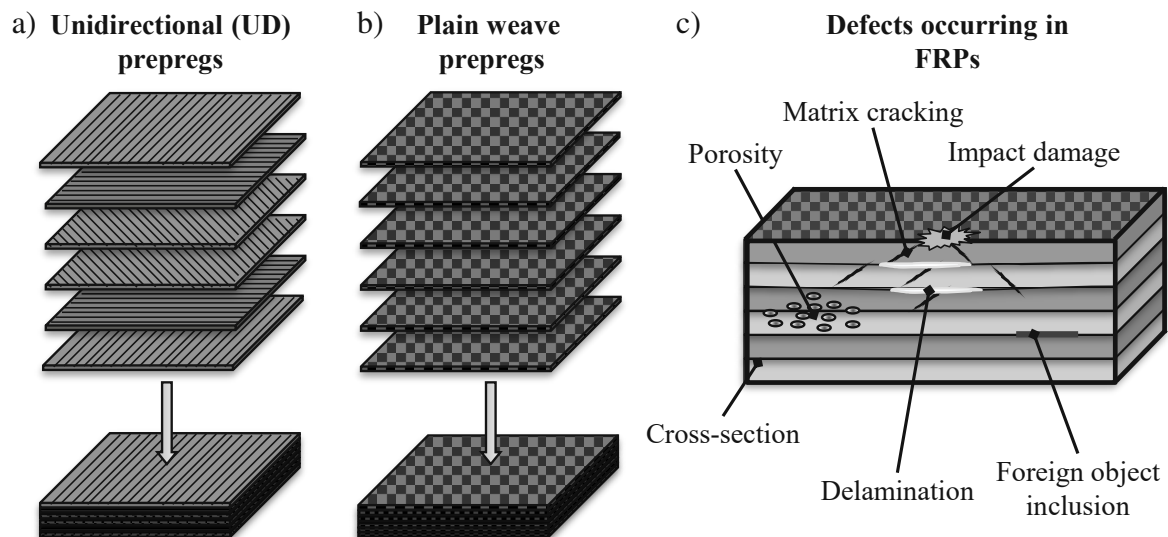 a) Unidirectional (UD)
prepregs
b) Plain weave
prepregs
c) Defects occurring in
FRPs
Matrix cracking
Porosity
Impact damage
Cross-section
Delamination
Foreign object
inclusion